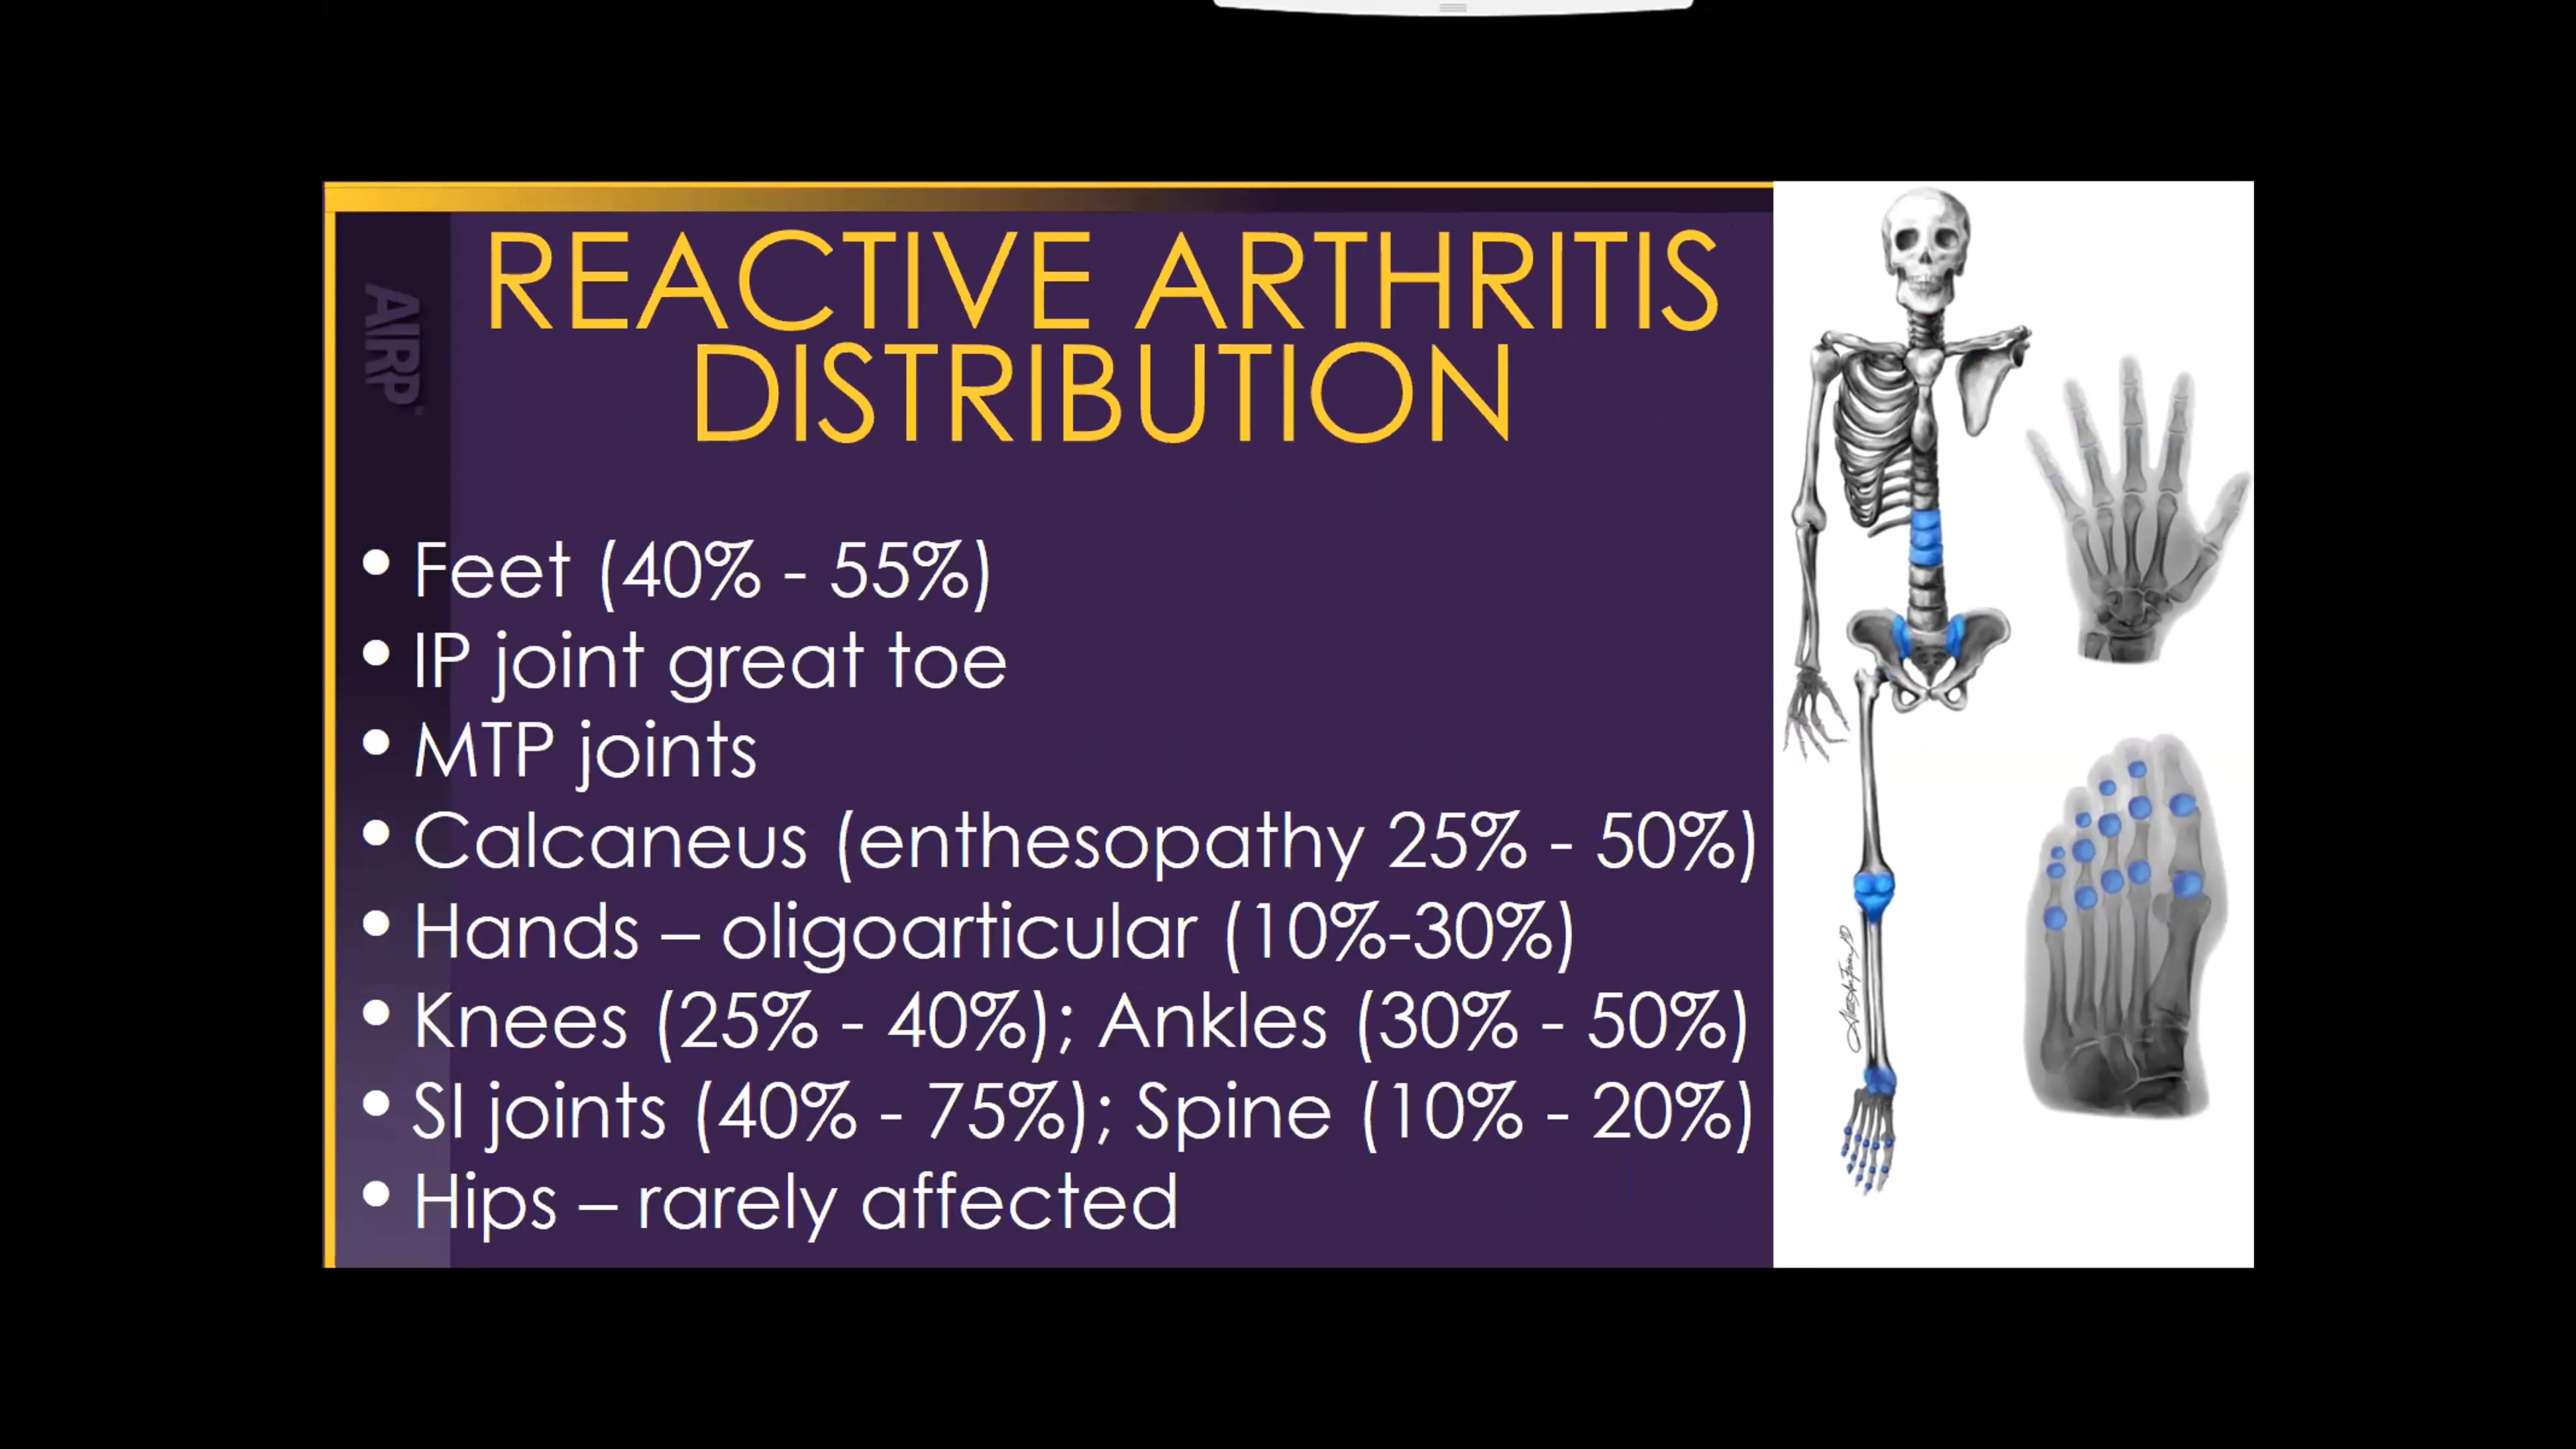 REACTIVE ARTHRITIS
DISTRIBUTION
AIRP
• Feet (40% - 55%)
• IP joint great toe
• MTP joints
• Calcaneus (enthesopathy 25% - 50%)
• Hands – oligoarticular (10%-30%)
• Knees (25% - 40%); Ankles (30% - 50%)
• SI joints (40% - 75%); Spine (10% - 20%)
• Hips – rarely affected